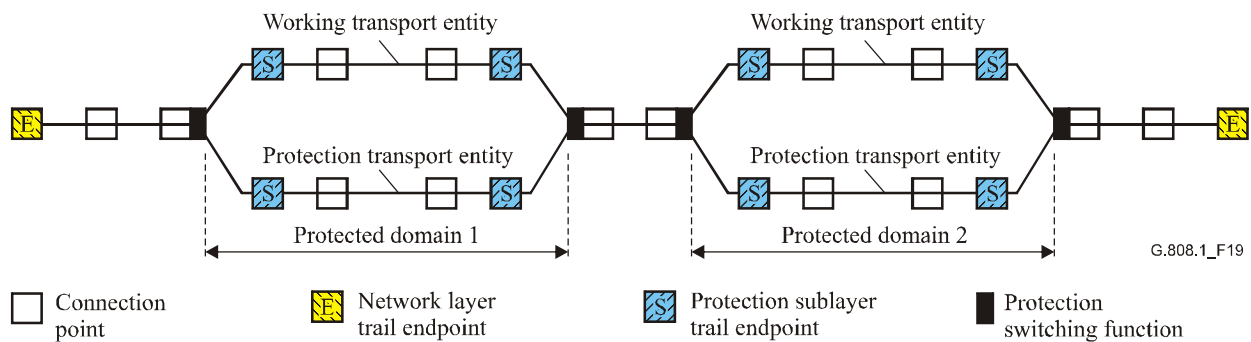 Working transport entity
Working transport entity
S
S
S
S
E
E
Protection transport entity
Protection transport entity
S
S
S
S
Protected domain 1
Protected domain 2
G.808.1_F19
Connection
point
E
Network layer
trail endpoint
S
Protection sublayer
trail endpoint
Protection
switching function